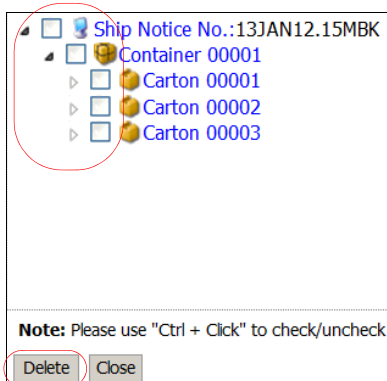 Ship Notice No.:13JAN12.15MBK
Container 00001
Carton 00001
Carton 00002
Carton 00003
Note: Please use "Ctrl + Click" to check/uncheck
Delete Close